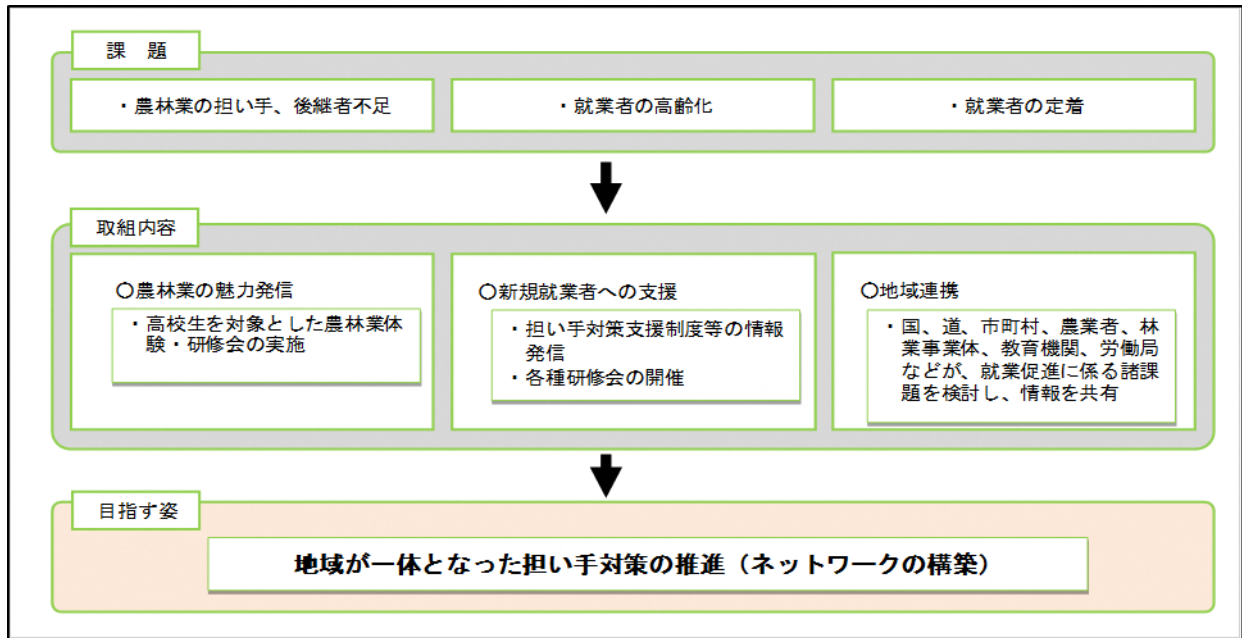 課　題
・農林業の担い手、後継者不足
・就業者の高齢化
・就業者の定着
取組内容
○農林業の魅力発信
・高校生を対象とした農林業体
験・研修会の実施
○新規就業者への支援
・担い手対策支援制度等の情報
発信
・各種研修会の開催
○地域連携
・国、道、市町村、農業者、林
業事業体、教育機関、労働局
などが、就業促進に係る諸課
題を検討し、情報を共有
目指す姿
地域が一体となった担い手対策の推進（ネットワークの構築）